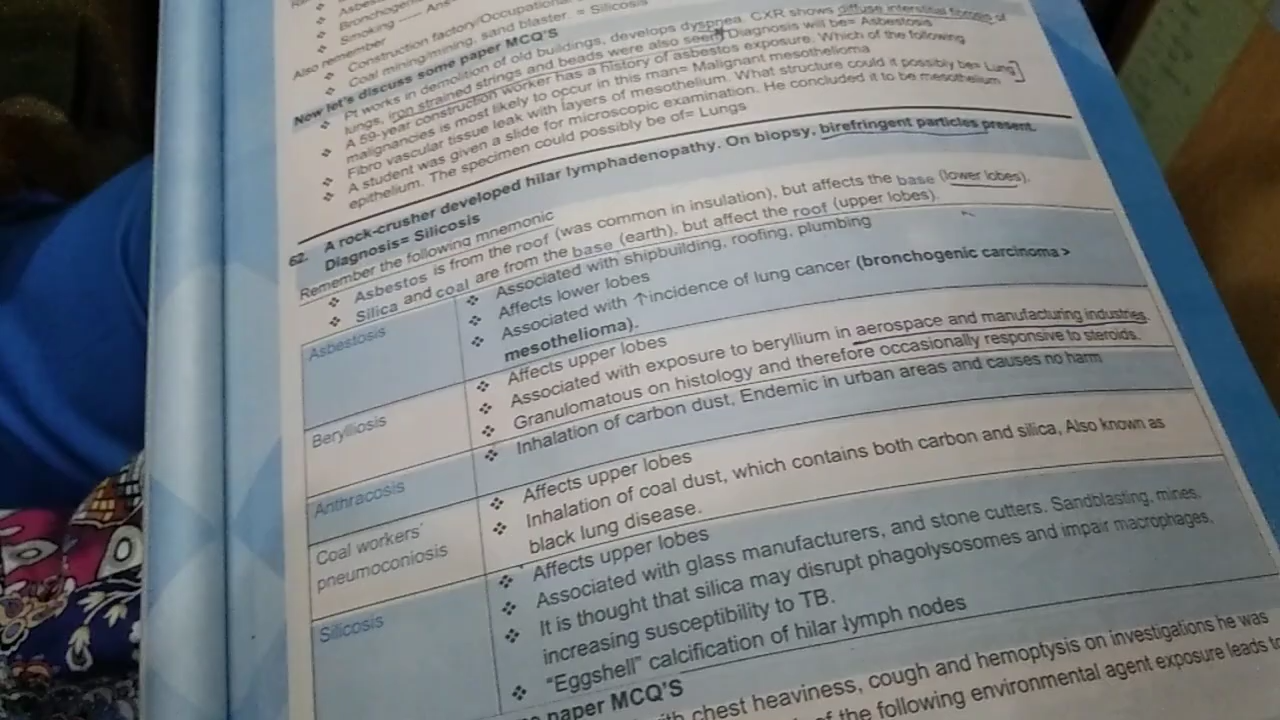 Asbes
Bronchogen
Smoking —— Ans
Also remember
Construction factory/Occupational
Coal mining/mining, sand blaster. = Silicosis
Now let's discuss some paper MCQ'S
Pt works in demolition of old buildings, develops dyspnea. CXR shows diffuse interstitial fibrosis of
lungs, iron strained strings and beads were also seen. Diagnosis will be= Asbestosis
A 59-year construction worker has a history of asbestos exposure. Which of the following
malignancies is most likely to occur in this man= Malignant mesothelioma
Fibro vascular tissue leak with layers of mesothelium. What structure could it possibly be= Lung
A student was given a slide for microscopic examination. He concluded it to be mesothelium
epithelium. The specimen could possibly be of= Lungs
62. A rock-crusher developed hilar lymphadenopathy. On biopsy, birefringent particles present.
Diagnosis= Silicosis
Remember the following mnemonic
Asbestos is from the roof (was common in insulation), but affects the base (lower lobes).
Silica and coal are from the base (earth), but affect the roof (upper lobes).
Asbestosis
Associated with shipbuilding, roofing, plumbing
Affects lower lobes
Associated with ↑incidence of lung cancer (bronchogenic carcinoma>
mesothelioma).
Berylliosis
Affects upper lobes
Associated with exposure to beryllium in aerospace and manufacturing industries
Granulomatous on histology and therefore occasionally responsive to steroids.
Anthracosis
Inhalation of carbon dust, Endemic in urban areas and causes no harm
Coal workers'
pneumoconiosis
Affects upper lobes
Inhalation of coal dust, which contains both carbon and silica, Also known as
black lung disease.
Silicosis
Affects upper lobes
Associated with glass manufacturers, and stone cutters. Sandblasting, mines.
It is thought that silica may disrupt phagolysosomes and impair macrophages,
increasing susceptibility to TB.
"Eggshell" calcification of hilar lymph nodes
paper MCQ'S
chest heaviness, cough and hemoptysis on investigations he was
of the following environmental agent exposure leads to